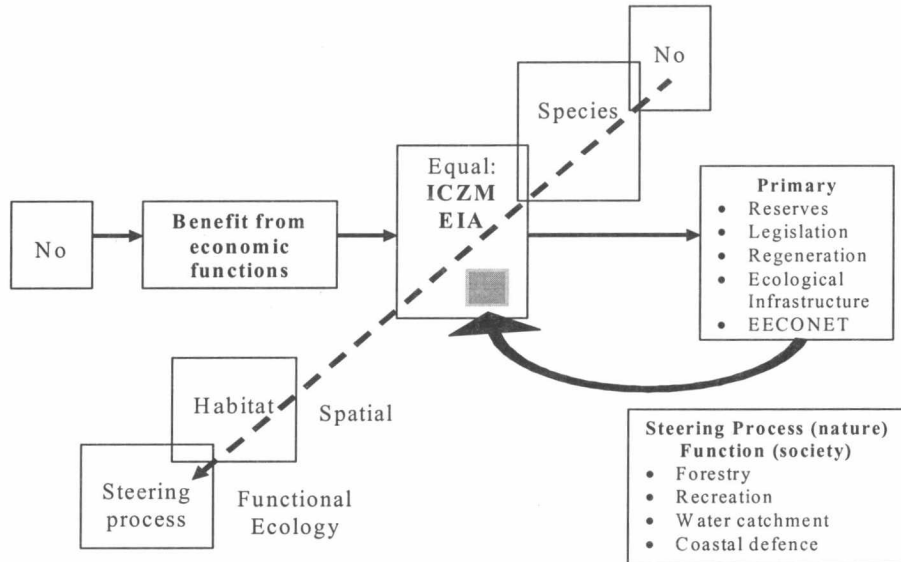 No
Species
Equal:
ICZM
EIA
Primary
• Reserves
• Legislation
• Regeneration
• Ecological
Infrastructure
• EECONET
No
Benefit from
economic
functions
Habitat
Spatial
Steering
process
Functional
Ecology
Steering Process (nature)
Function (society)
• Forestry
• Recreation
• Water catchment
• Coastal defence